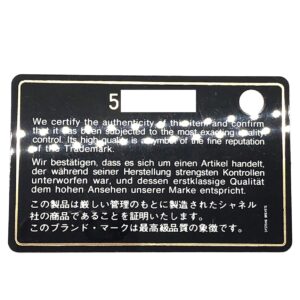 5
We certify the authenticity of this item and confirm
that it has been subjected to the most exacting quality
control. Its high quality is a symbol of the fine reputation
of the Trademark.
Wir bestätigen, dass es sich um einen Artikel handelt,
der während seiner Herstellung strengsten Kontrollen
unterworfen war, und dessen erstklassige Qualität
dem hohen Ansehen unserer Marke entspricht.
この製品は厳しい管理のもとに製造されたシャネル
社の商品であることを証明いたします。
このブランド・マークは最高級品質の象徴です。